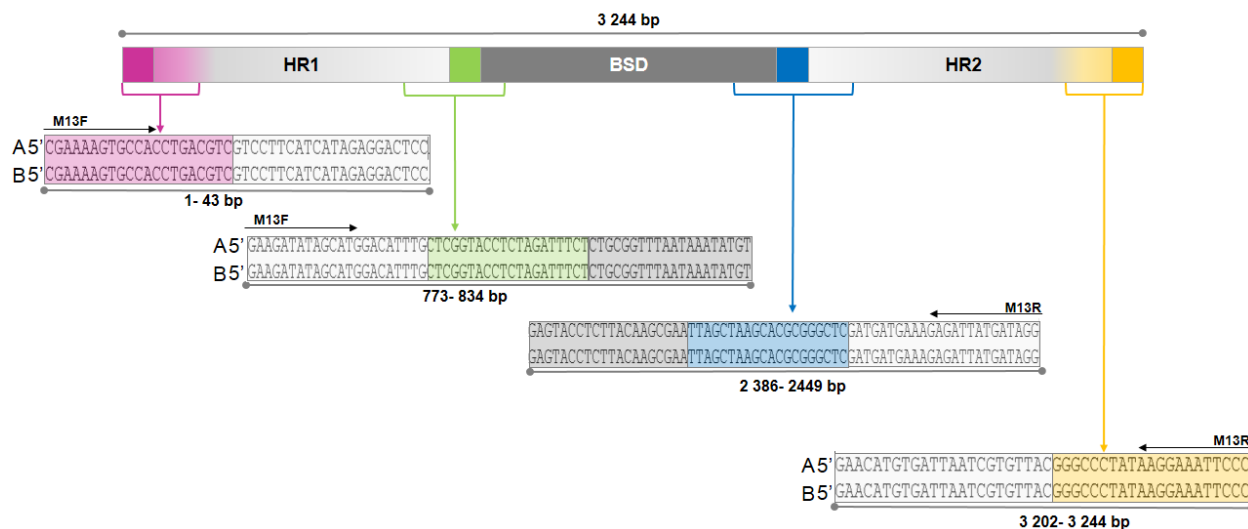 3 244 bp
HR1 BSD HR2
M13F
A5' CGAAAAGTGCCACCTGACGTCGTCCTTCATCATAGAGGACTCC
B5' CGAAAAGTGCCACCTGACGTCGTCCTTCATCATAGAGGACTCC
1- 43 bp
M13F
A5' GAAGATATAGCATGGACATTTGCTCGGTACCTCTAGATTTCTCTGCGGTTTAATAAATATGT
B5' GAAGATATAGCATGGACATTTGCTCGGTACCTCTAGATTTCTCTGCGGTTTAATAAATATGT
773- 834 bp
M13R
GAGTACCTCTTACAAGCGAATTAGCTAAGCACGCGGGCTCGATGATGAAAGAGATTATGATAGG
GAGTACCTCTTACAAGCGAATTAGCTAAGCACGCGGGCTCGATGATGAAAGAGATTATGATAGG
2 386- 2449 bp
M13R
A5' GAACATGTGATTAATCGTGTTACGGGCCCTATAAGGAAATTCCC
B5' GAACATGTGATTAATCGTGTTACGGGCCCTATAAGGAAATTCCC
3 202- 3 244 bp